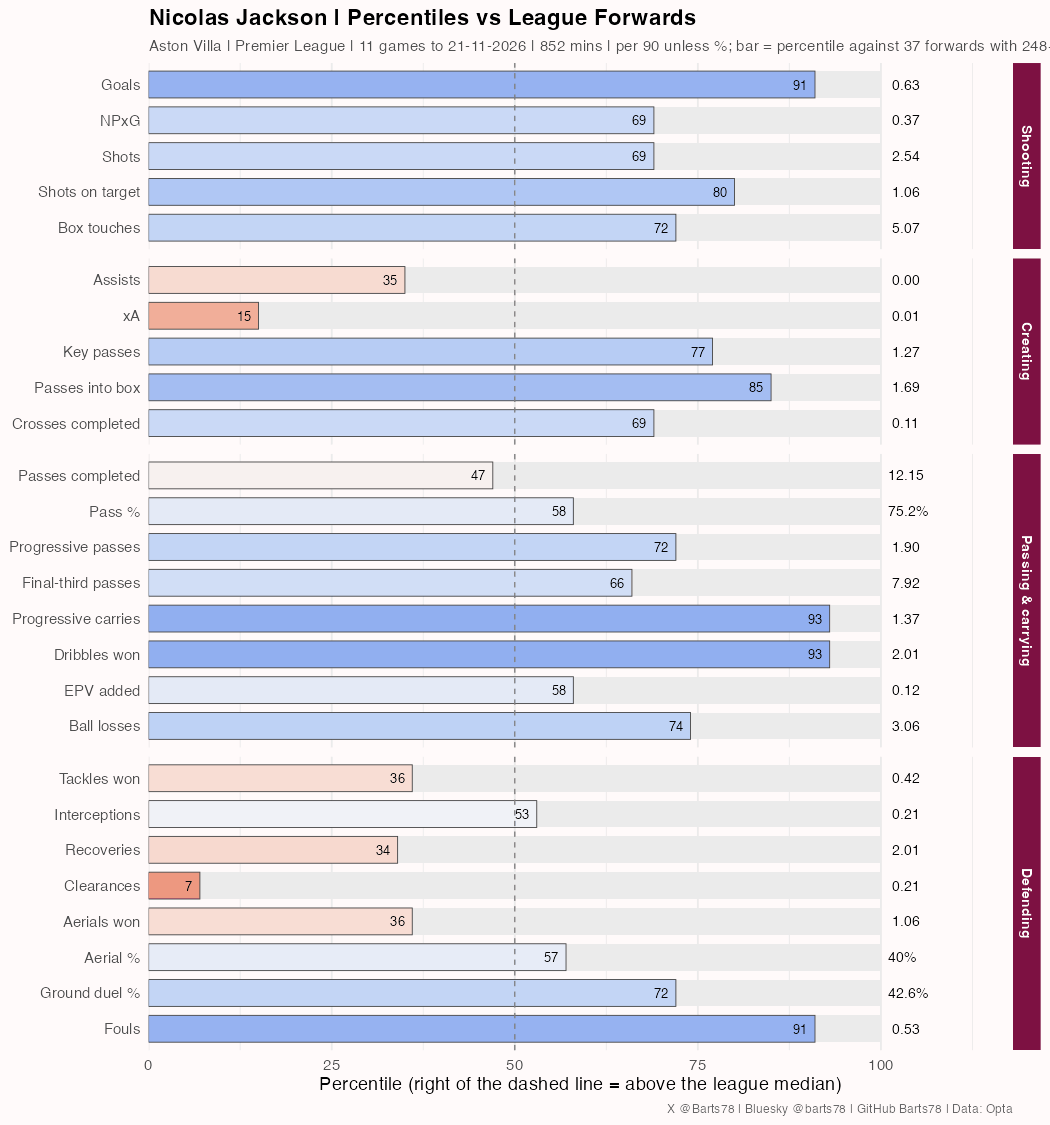 Nicolas Jackson | Percentiles vs League Forwards
Aston Villa | Premier League | 11 games to 21-11-2026 | 852 mins | per 90 unless %; bar = percentile against 37 forwards with 248-
Goals 91 0.63
NPxG 69 0.37
Shots 69 2.54
Shots on target 80 1.06
Box touches 72 5.07
Shooting
Assists 35 0.00
xA 15 0.01
Key passes 77 1.27
Passes into box 85 1.69
Crosses completed 69 0.11
Creating
Passes completed 47 12.15
Pass % 58 75.2%
Progressive passes 72 1.90
Final-third passes 66 7.92
Progressive carries 93 1.37
Dribbles won 93 2.01
EPV added 58 0.12
Ball losses 74 3.06
Passing & carrying
Tackles won 36 0.42
Interceptions 53 0.21
Recoveries 34 2.01
Clearances 7 0.21
Aerials won 36 1.06
Aerial % 57 40%
Ground duel % 72 42.6%
Fouls 91 0.53
Defending
0 25 50 75 100
Percentile (right of the dashed line = above the league median)
X @Barts78 | Bluesky @barts78 | GitHub Barts78 | Data: Opta